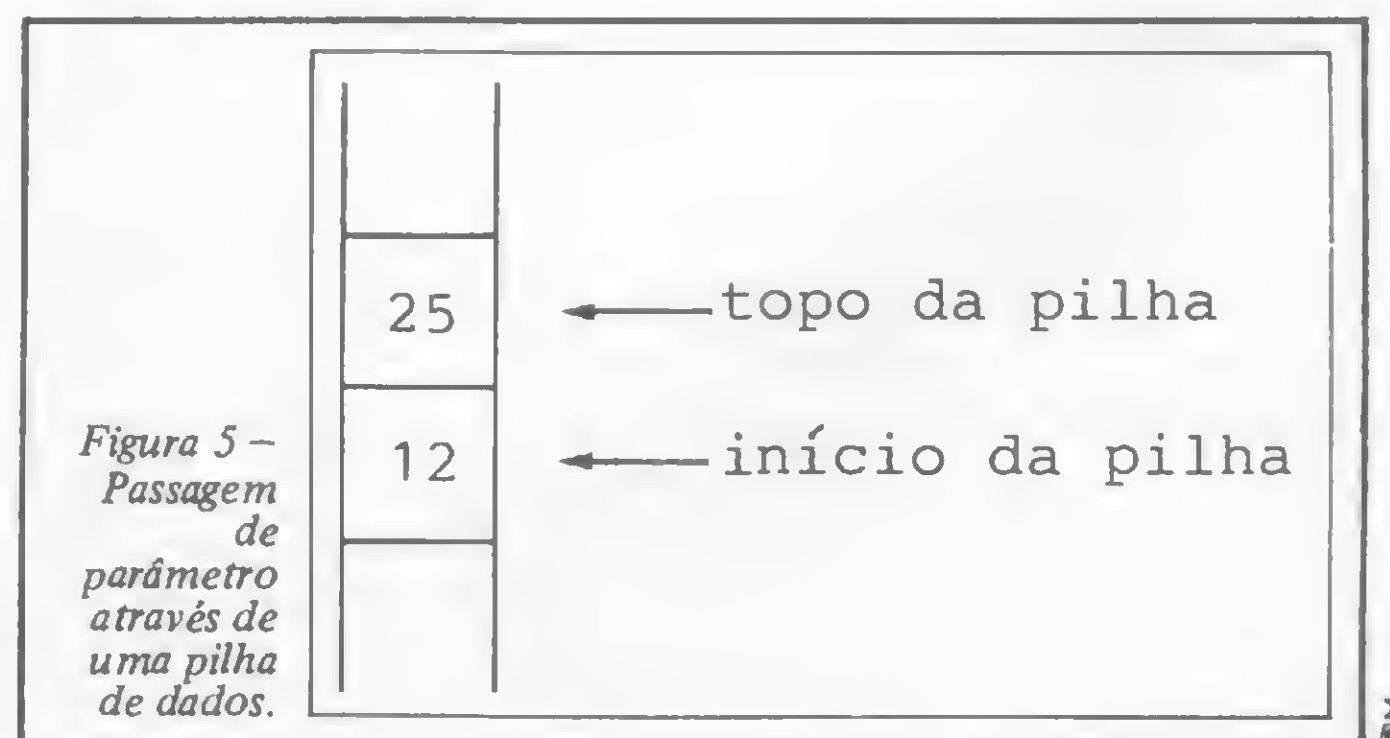 25 topo da pilha
12 início da pilha
Figura 5 –
Passagem
de
parâmetro
através de
uma pilha
de dados.